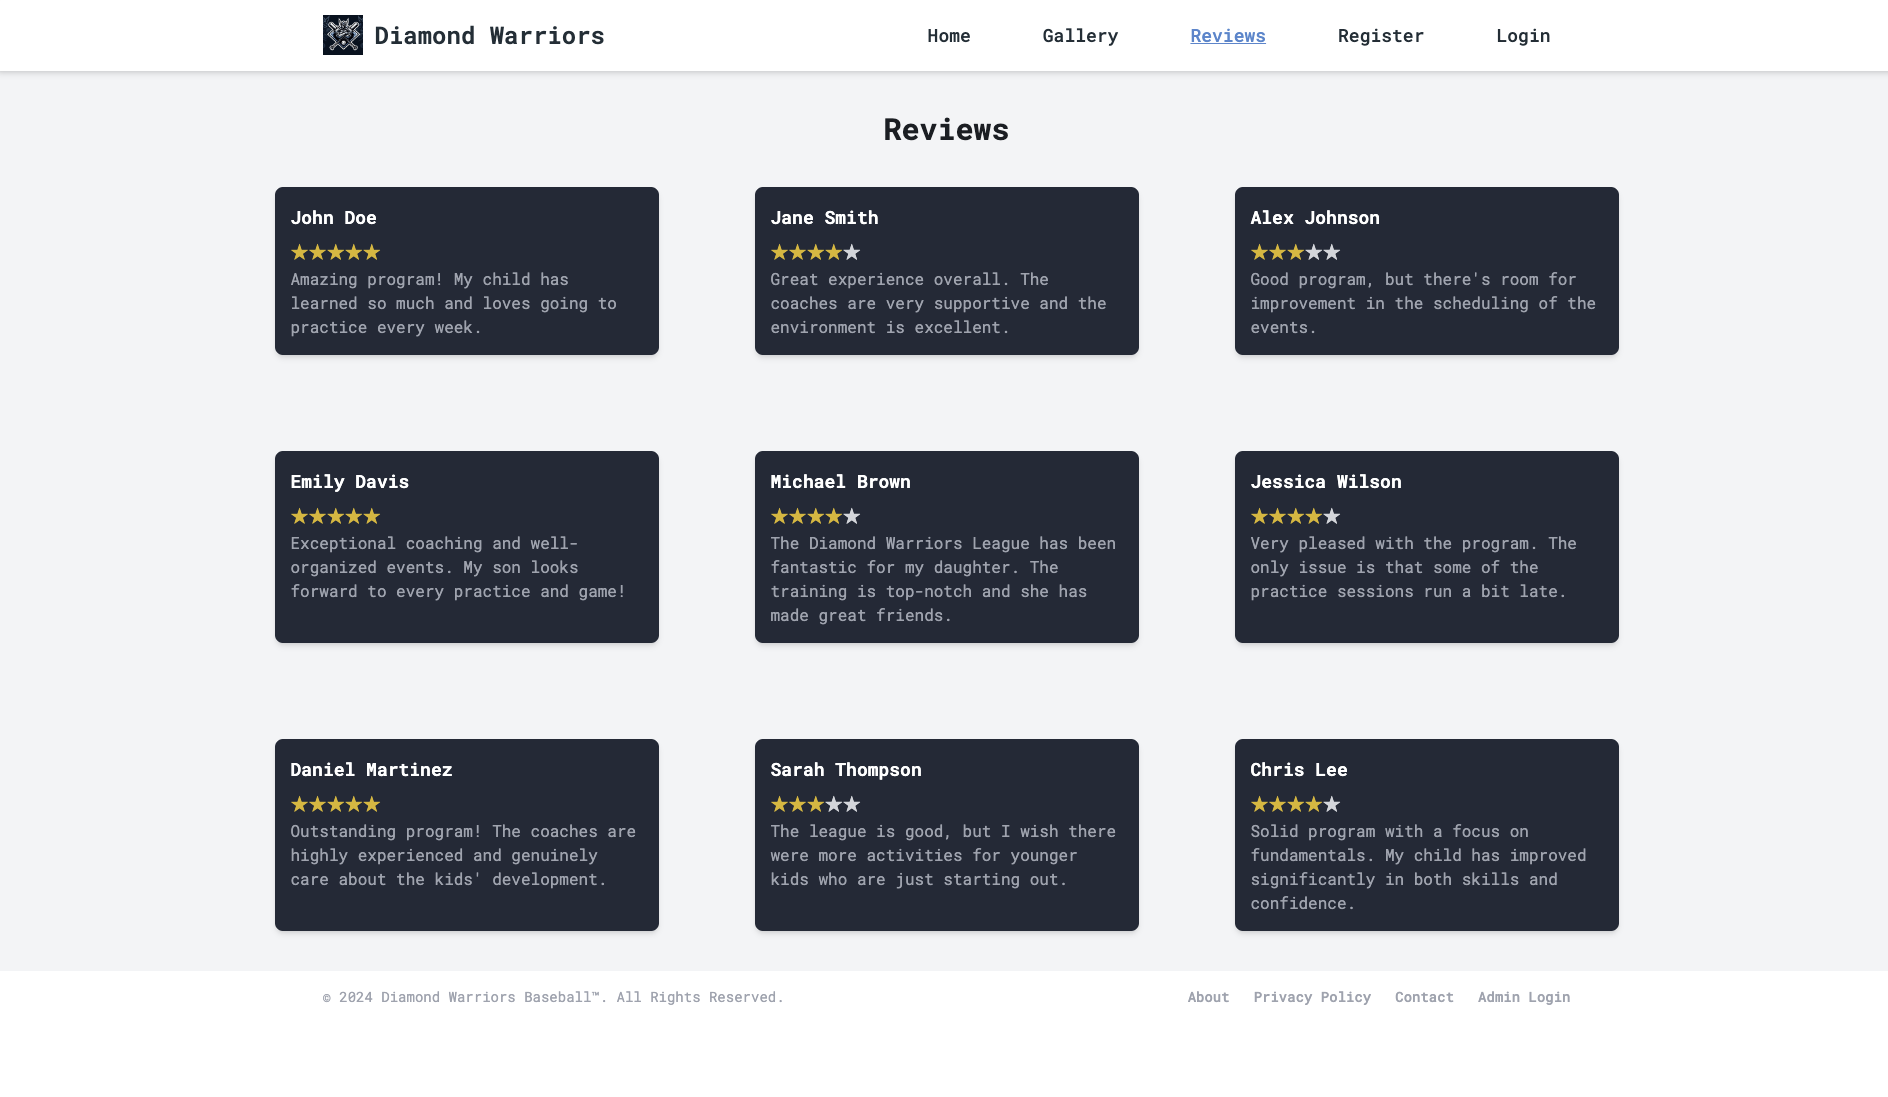 Diamond Warriors
Home
Gallery
Reviews
Register
Login
Reviews
John Doe
★★★★★
Amazing program! My child has
learned so much and loves going to
practice every week.
Jane Smith
★★★★★
Great experience overall. The
coaches are very supportive and the
environment is excellent.
Alex Johnson
★★★★★
Good program, but there's room for
improvement in the scheduling of the
events.
Emily Davis
★★★★★
Exceptional coaching and well-
organized events. My son looks
forward to every practice and game!
Michael Brown
★★★★★
The Diamond Warriors League has been
fantastic for my daughter. The
training is top-notch and she has
made great friends.
Jessica Wilson
★★★★★
Very pleased with the program. The
only issue is that some of the
practice sessions run a bit late.
Daniel Martinez
★★★★★
Outstanding program! The coaches are
highly experienced and genuinely
care about the kids' development.
Sarah Thompson
★★★★★
The league is good, but I wish there
were more activities for younger
kids who are just starting out.
Chris Lee
★★★★★
Solid program with a focus on
fundamentals. My child has improved
significantly in both skills and
confidence.
© 2024 Diamond Warriors Baseball™. All Rights Reserved.
About
Privacy Policy
Contact
Admin Login